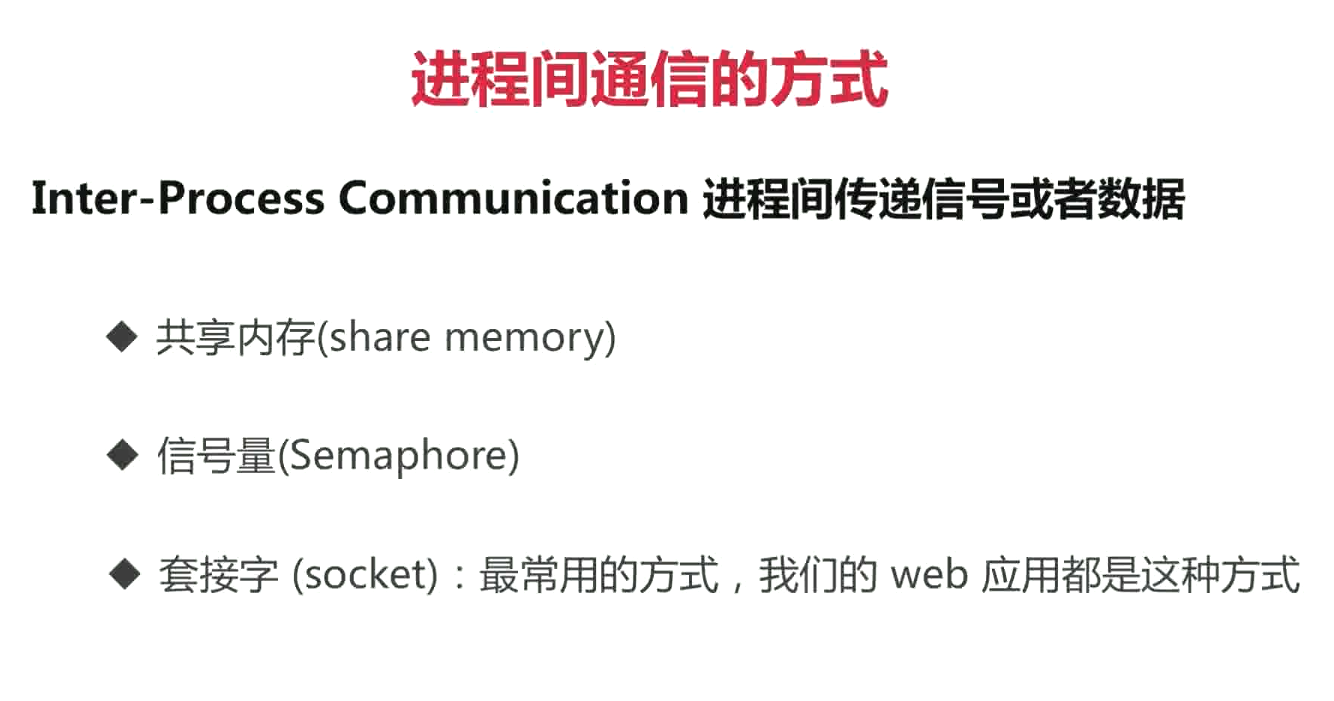 进程间通信的方式
Inter-Process Communication 进程间传递信号或者数据
◆ 共享内存(share memory)
◆ 信号量(Semaphore)
◆ 套接字 (socket)：最常用的方式，我们的 web 应用都是这种方式